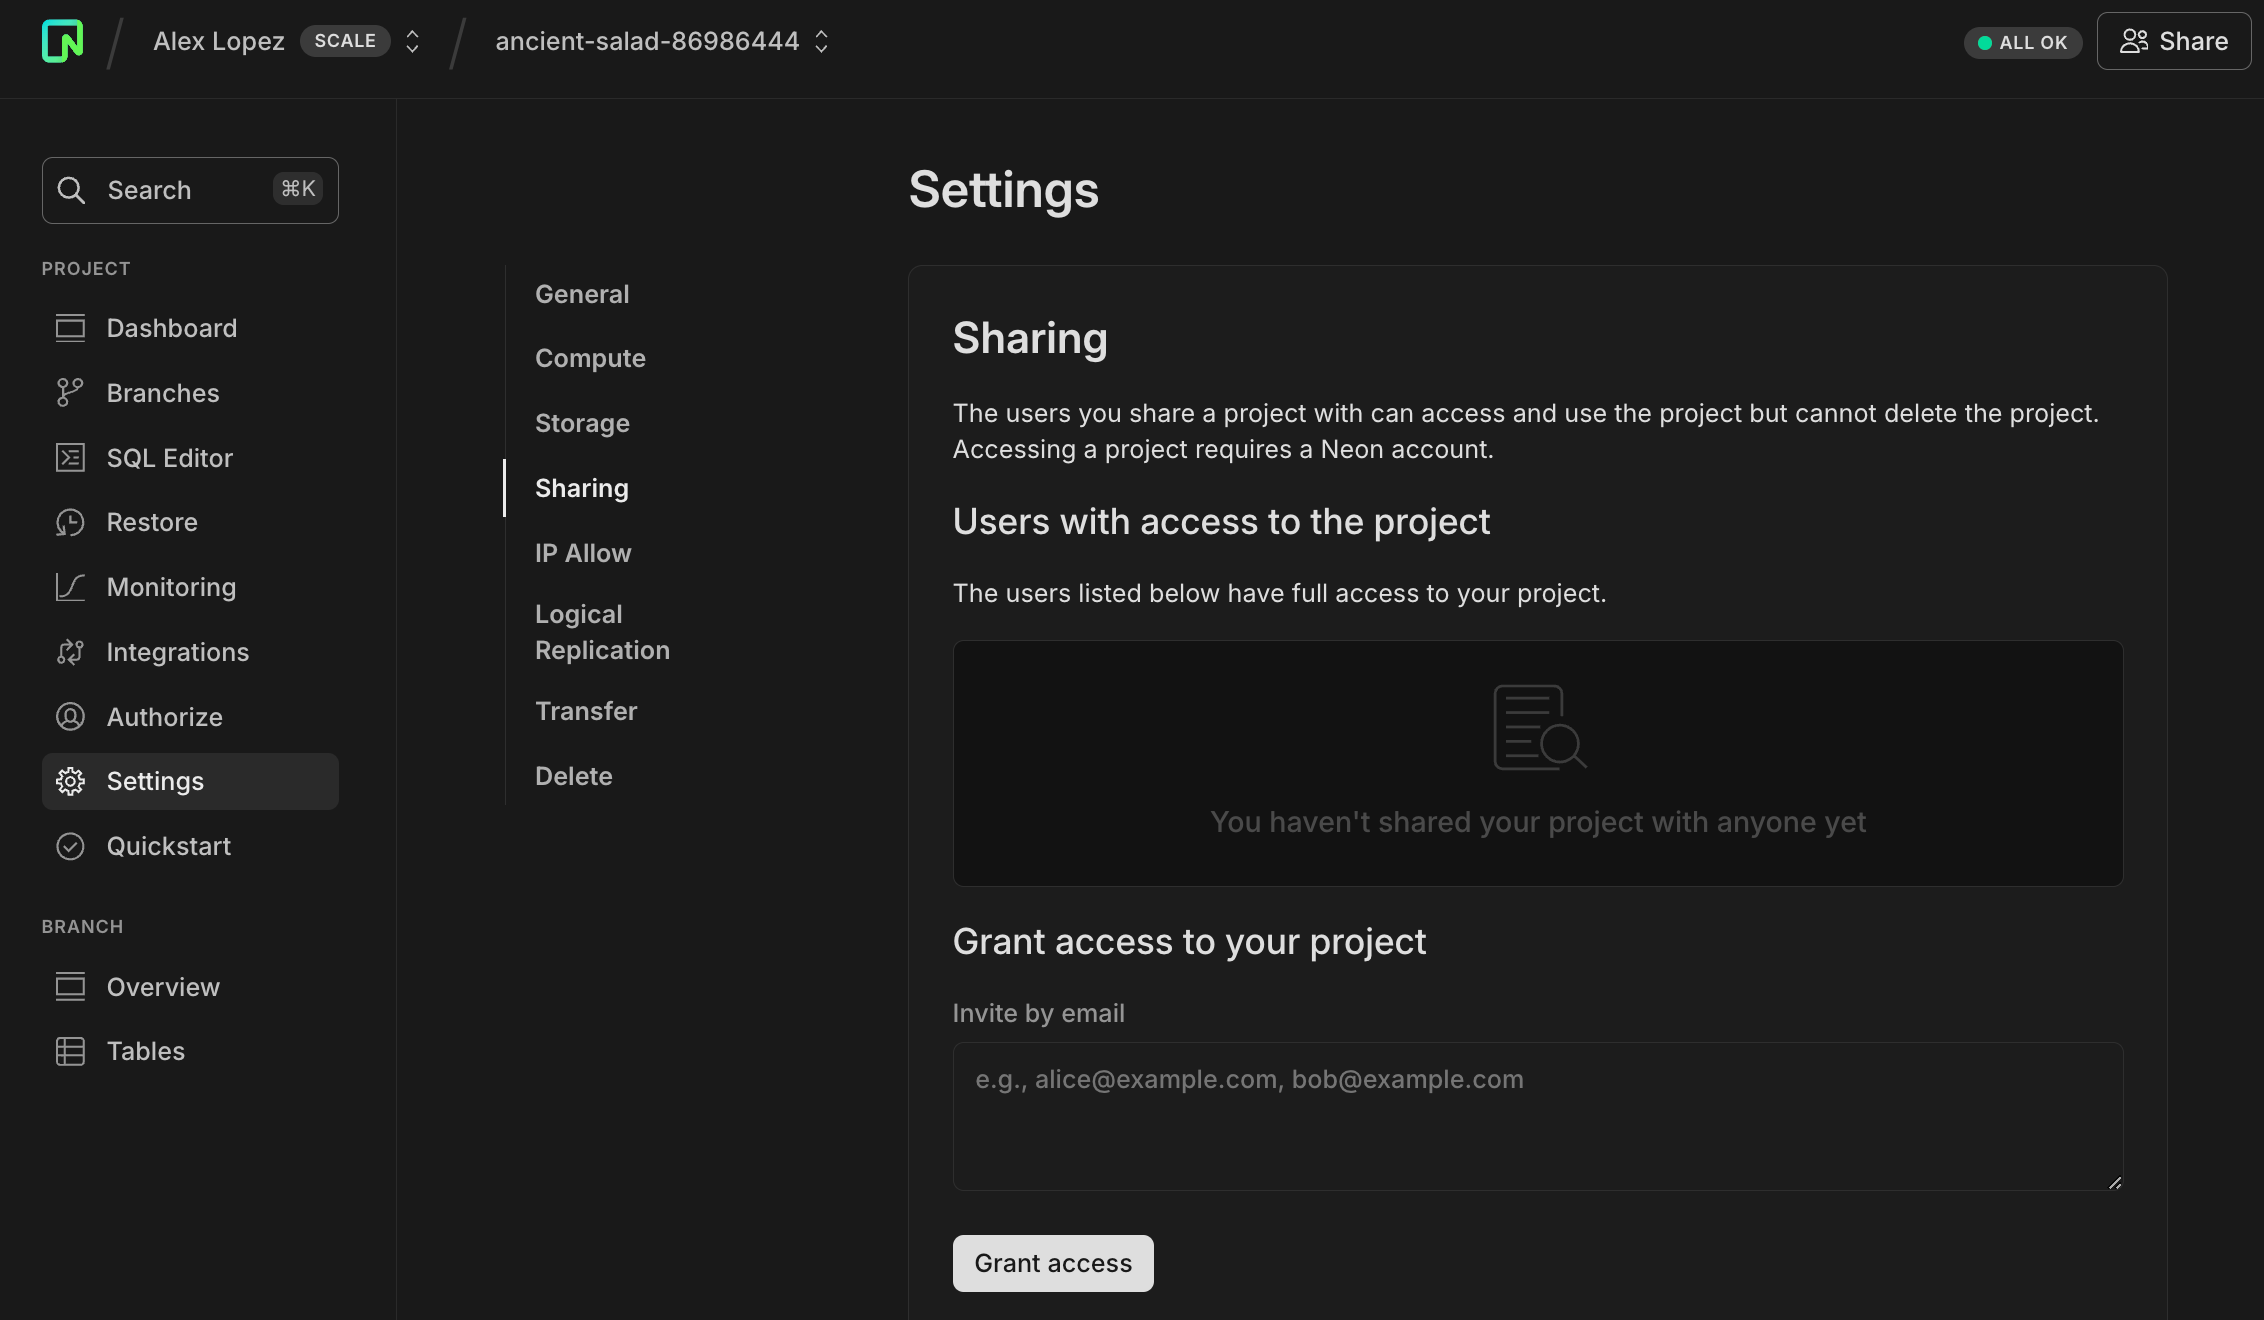 Alex Lopez SCALE ancient-salad-86986444 ALL OK Share
Search ⌘K
PROJECT
Dashboard
Branches
SQL Editor
Restore
Monitoring
Integrations
Authorize
Settings
Quickstart
BRANCH
Overview
Tables
General
Compute
Storage
Sharing
IP Allow
Logical
Replication
Transfer
Delete
Settings
Sharing
The users you share a project with can access and use the project but cannot delete the project.
Accessing a project requires a Neon account.
Users with access to the project
The users listed below have full access to your project.
You haven't shared your project with anyone yet
Grant access to your project
Invite by email
e.g., alice@example.com, bob@example.com
Grant access